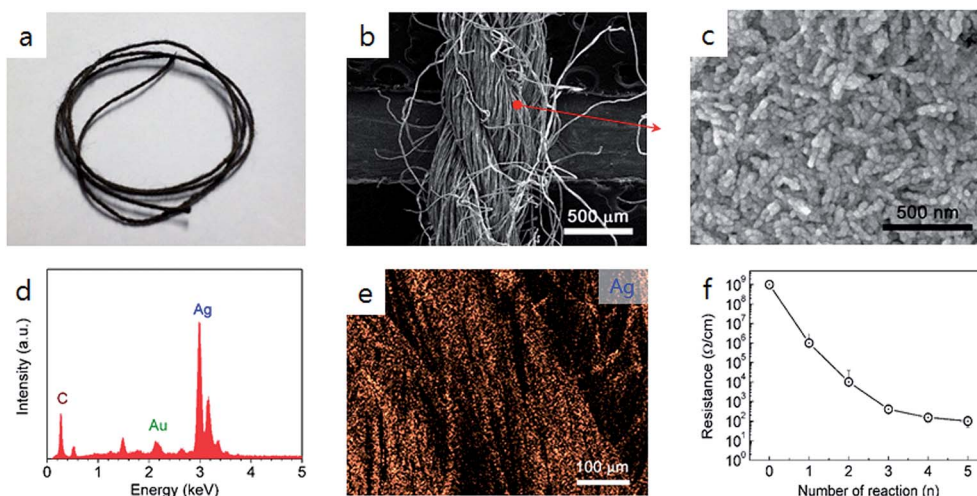 a
b
500 μm
c
500 nm
d
Intensity (a.u.)
C
Au
Ag
0 1 2 3 4 5
Energy (keV)
e
Ag
100 μm
f
Resistance (Ω/cm)
10⁹
10⁸
10⁷
10⁶
10⁵
10⁴
10³
10²
10¹
10⁰
0 1 2 3 4 5
Number of reaction (n)